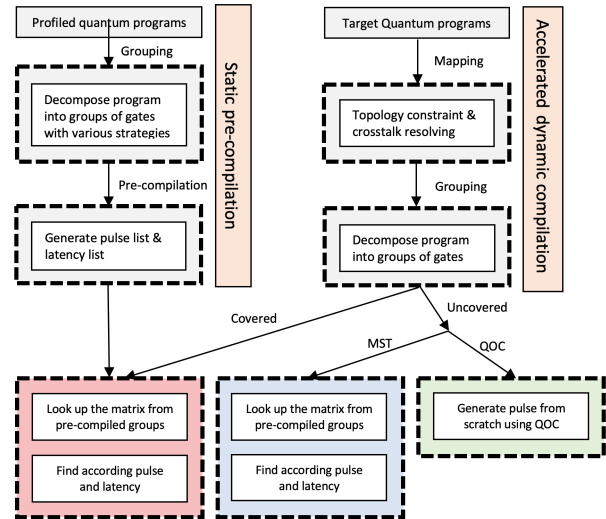 Profiled quantum programs
Grouping
Decompose program
into groups of gates
with various strategies
Pre-compilation
Generate pulse list &
latency list
Static pre-compilation
Target Quantum programs
Mapping
Topology constraint &
crosstalk resolving
Grouping
Decompose program
into groups of gates
Accelerated dynamic compilation
Covered
Uncovered
MST
QOC
Look up the matrix from
pre-compiled groups
Find according pulse
and latency
Look up the matrix from
pre-compiled groups
Find according pulse
and latency
Generate pulse from
scratch using QOC